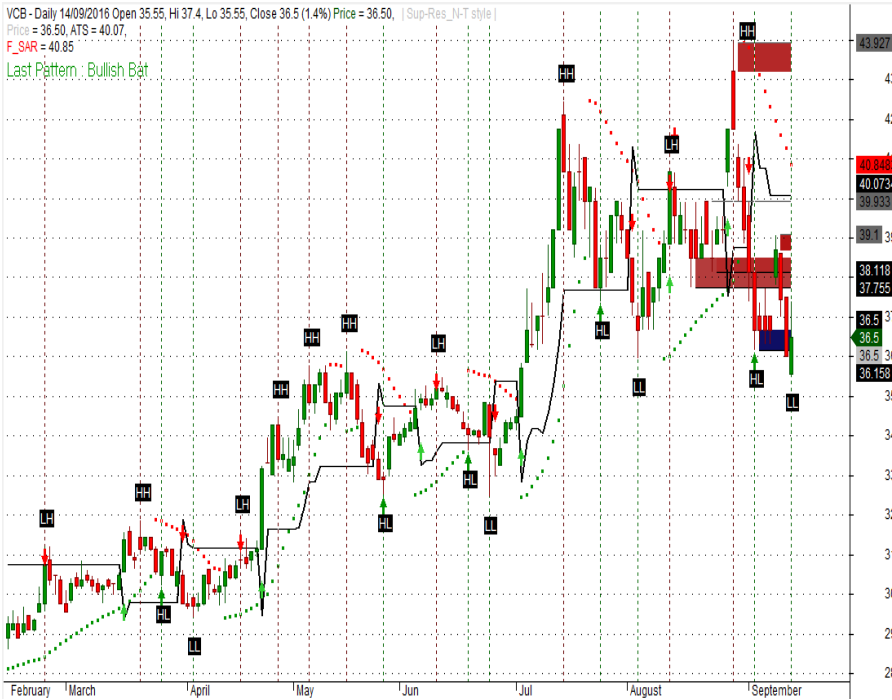 VCB - Daily 14/09/2016 Open 35.55, Hi 37.4, Lo 35.55, Close 36.5 (1.4%) Price = 36.50, | Sup-Res_N-T style |
Price = 36.50, ATS = 40.07,
F_SAR = 40.85
Last Pattern : Bullish Bat
HH
43.927
HH
LH
40.848
40.0734
39.933
39.1
38.118
37.755
HL
HH
LH
HH
36.5
36.5
36.5
36.158
HH
LL
HL
LL
HH
LH
LH
HL
HL
LL
HL
LL
February
March
April
May
Jun
Jul
August
September